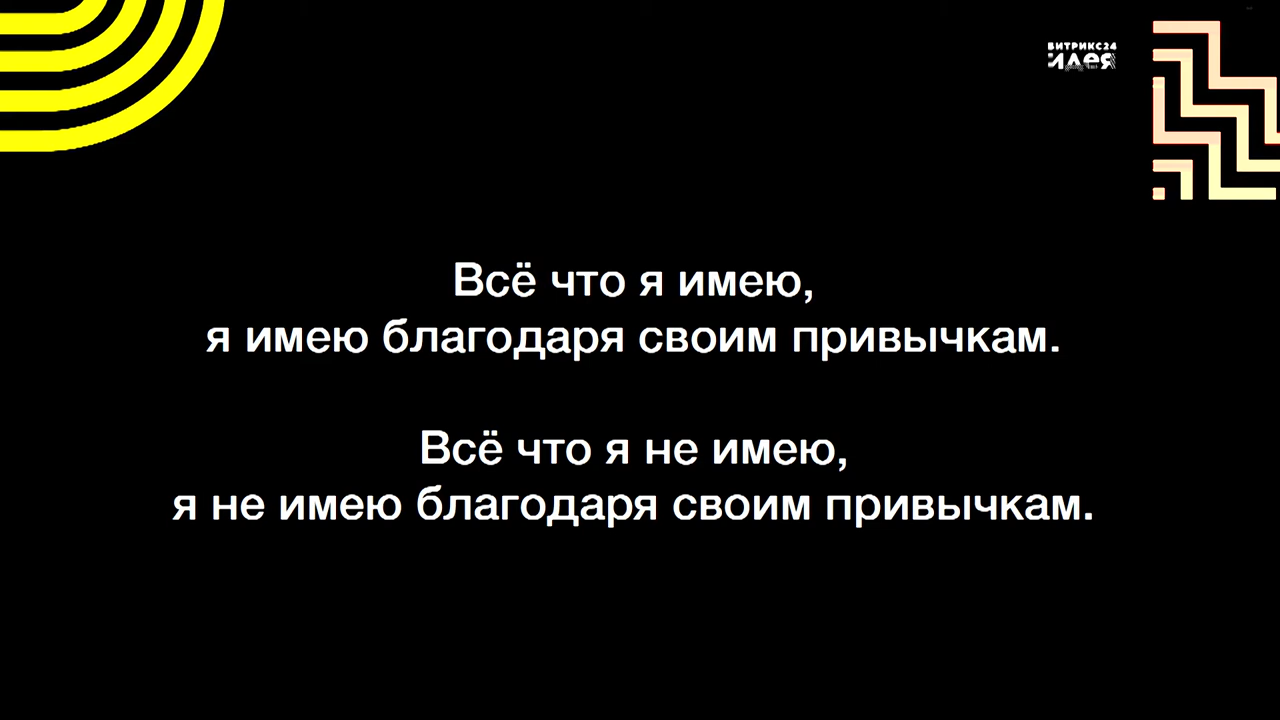 БИТРИКС24
идея
Всё что я имею,
я имею благодаря своим привычкам.
Всё что я не имею,
я не имею благодаря своим привычкам.